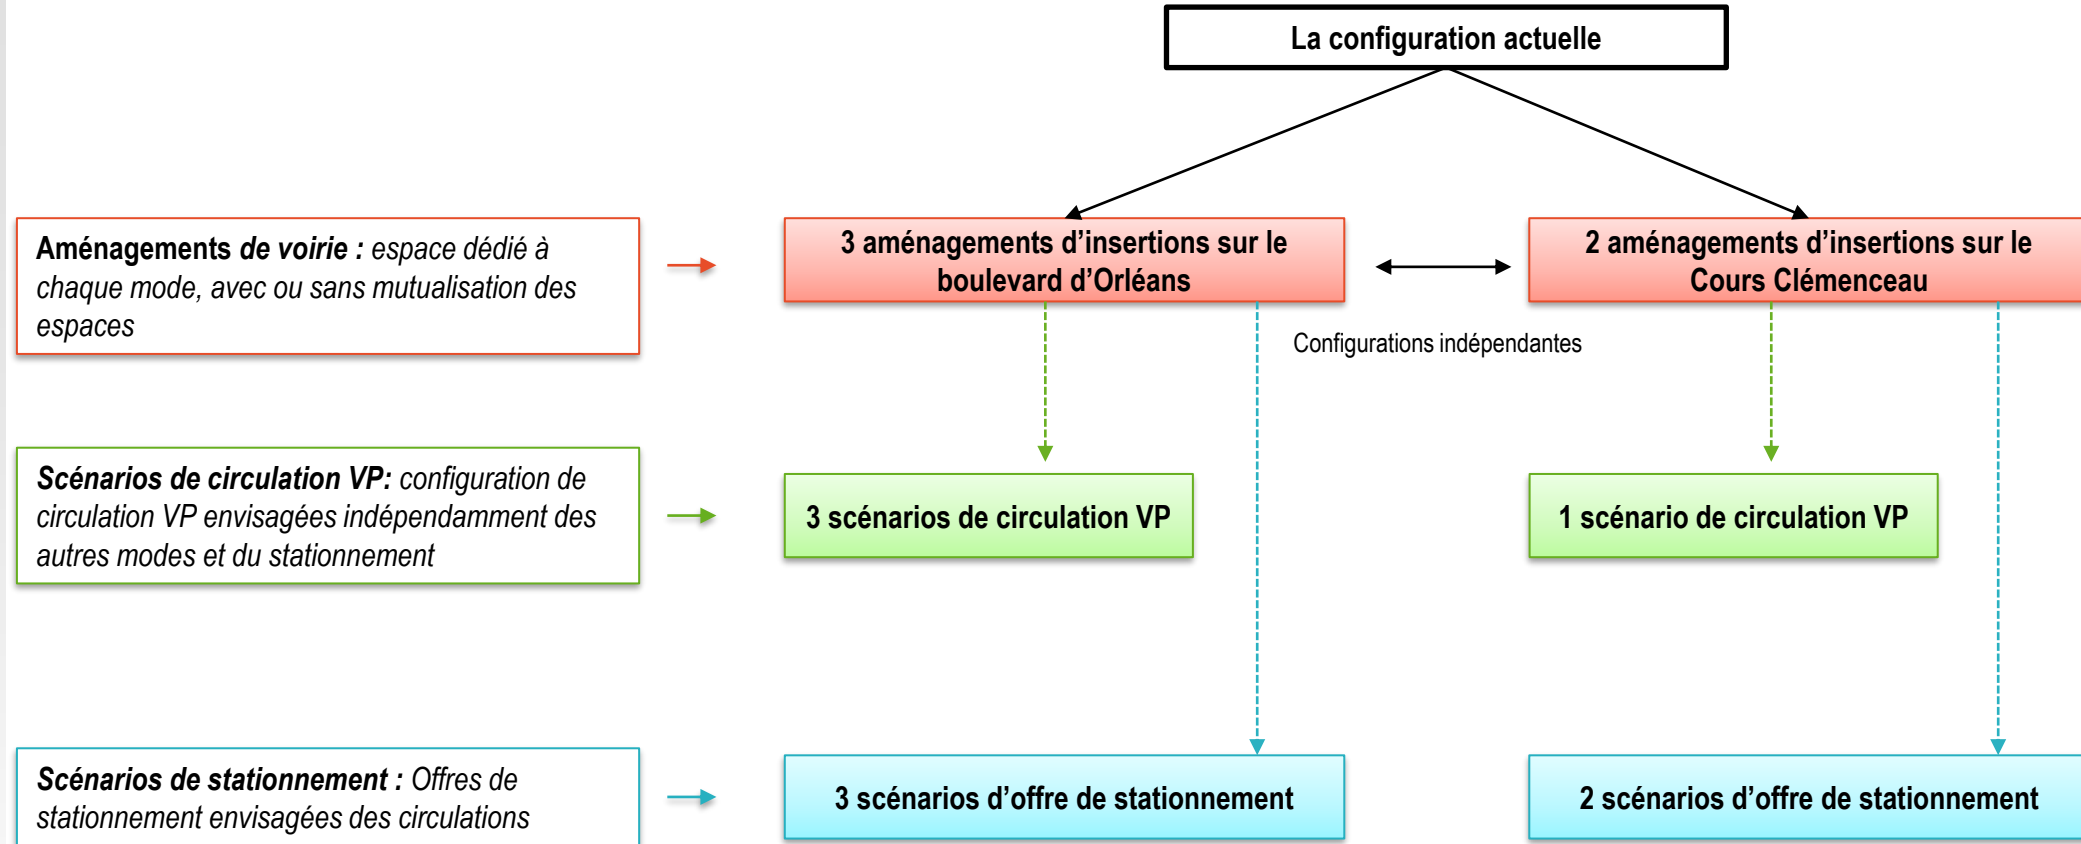 La configuration actuelle
Aménagements de voirie : espace dédié à
chaque mode, avec ou sans mutualisation des
espaces
3 aménagements d’insertions sur le
boulevard d’Orléans
2 aménagements d’insertions sur le
Cours Clémenceau
Configurations indépendantes
Scénarios de circulation VP: configuration de
circulation VP envisagées indépendamment des
autres modes et du stationnement
3 scénarios de circulation VP
1 scénario de circulation VP
Scénarios de stationnement : Offres de
stationnement envisagées des circulations
3 scénarios d’offre de stationnement
2 scénarios d’offre de stationnement